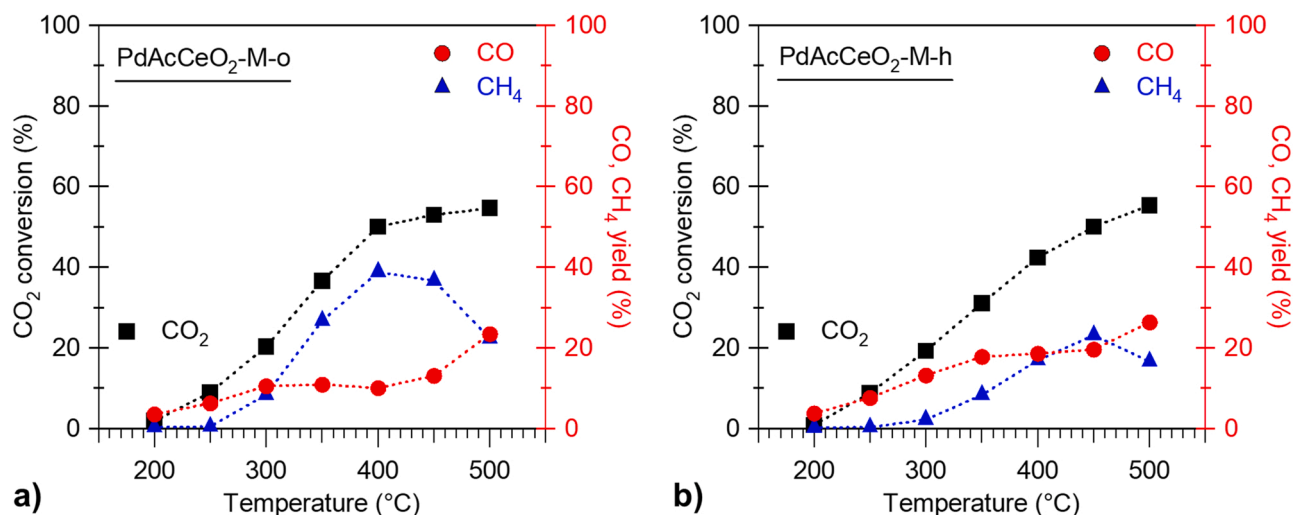 PdAcCeO₂-M-o
CO
CH₄
CO₂
CO₂ conversion (%)
0
20
40
60
80
100
CO, CH₄ yield (%)
0
20
40
60
80
100
200
300
400
500
Temperature (°C)
a)
PdAcCeO₂-M-h
CO
CH₄
CO₂
CO₂ conversion (%)
0
20
40
60
80
100
CO, CH₄ yield (%)
0
20
40
60
80
100
200
300
400
500
Temperature (°C)
b)